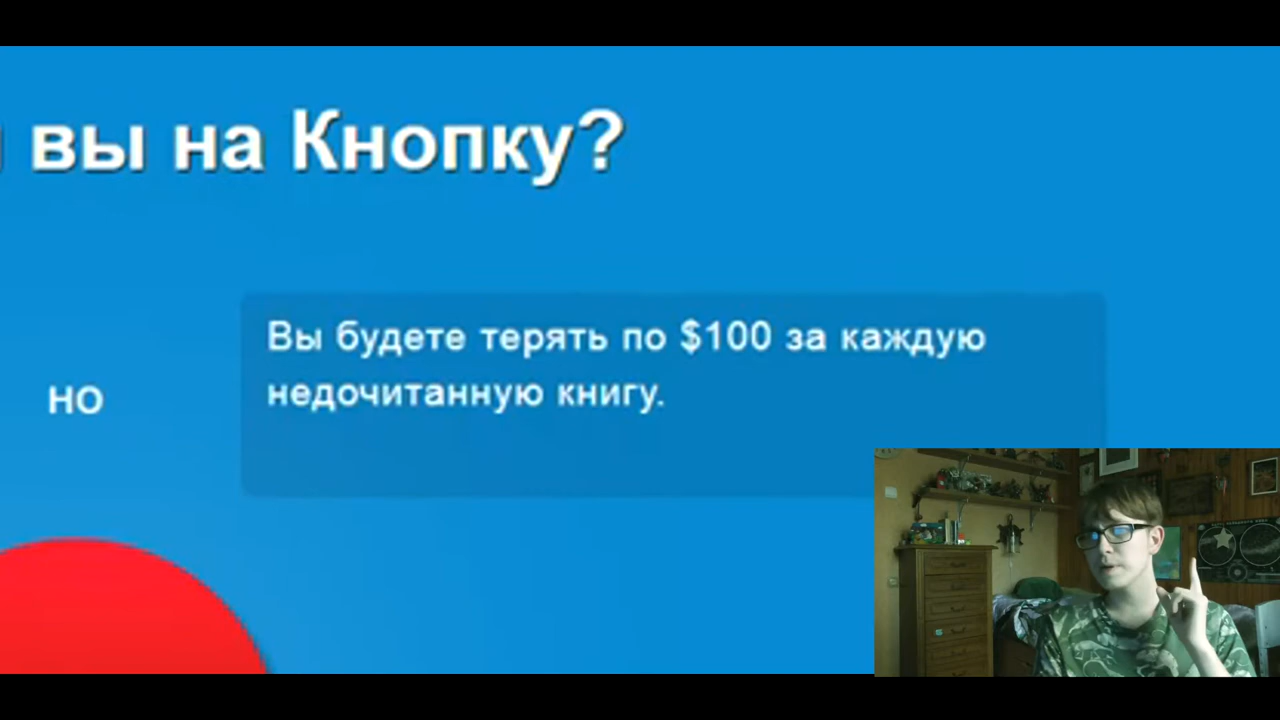 вы на Кнопку?
Вы будете терять по $100 за каждую
но
недочитанную книгу.